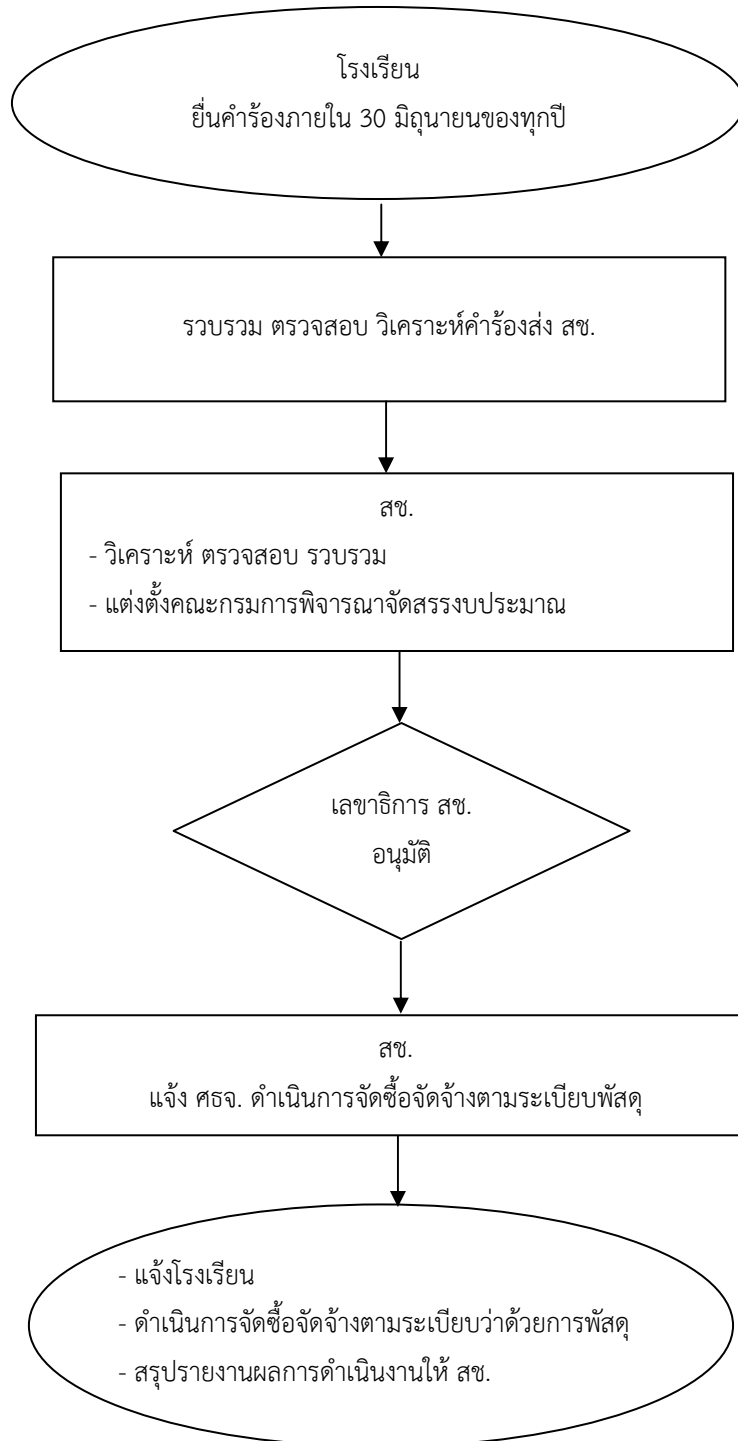 โรงเรียน
ยื่นคำร้องภายใน 30 มิถุนายนของทุกปี
รวบรวม ตรวจสอบ วิเคราะห์คำร้องส่ง สช.
สช.
- วิเคราะห์ ตรวจสอบ รวบรวม
- แต่งตั้งคณะกรมการพิจารณาจัดสรรงบประมาณ
เลขาธิการ สช.
อนุมัติ
สช.
แจ้ง ศธจ. ดำเนินการจัดซื้อจัดจ้างตามระเบียบพัสดุ
- แจ้งโรงเรียน
- ดำเนินการจัดซื้อจัดจ้างตามระเบียบว่าด้วยการพัสดุ
- สรุปรายงานผลการดำเนินงานให้ สช.